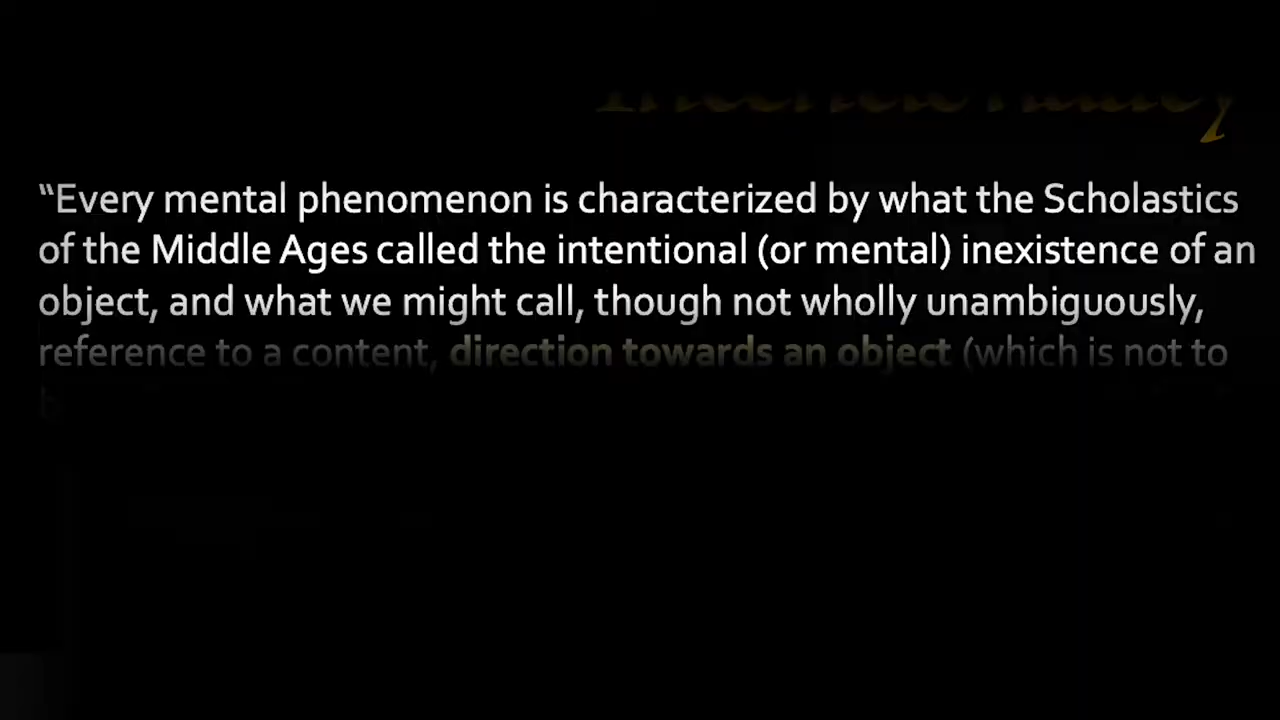 “Every mental phenomenon is characterized by what the Scholastics
of the Middle Ages called the intentional (or mental) inexistence of an
object, and what we might call, though not wholly unambiguously,
reference to a content, direction towards an object (which is not to